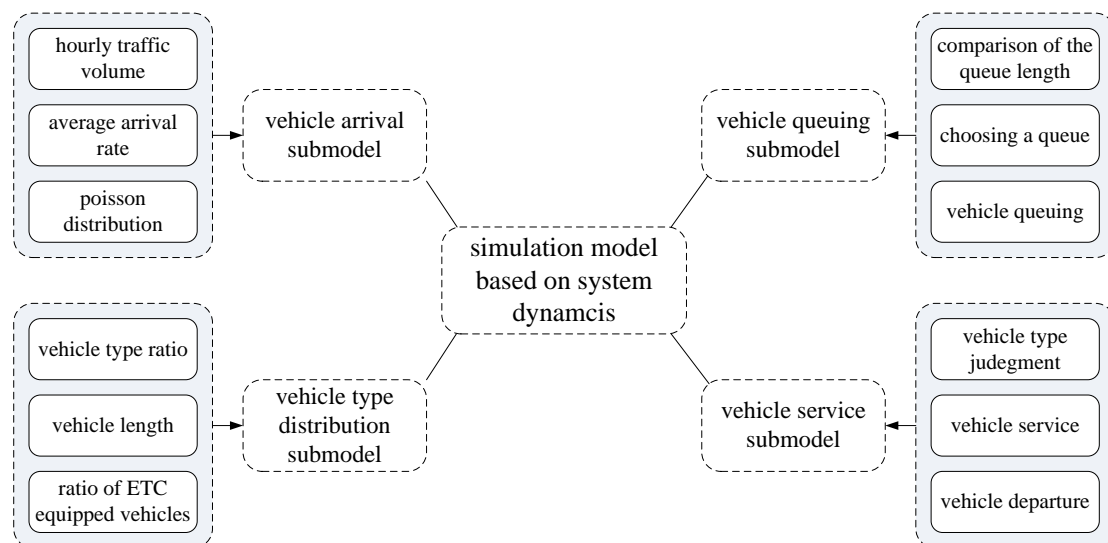 hourly traffic
volume
average arrival
rate
poisson
distribution
vehicle arrival
submodel
vehicle type ratio
vehicle length
ratio of ETC
equipped vehicles
vehicle type
distribution
submodel
simulation model
based on system
dynamcis
vehicle queuing
submodel
comparison of the
queue length
choosing a queue
vehicle queuing
vehicle service
submodel
vehicle type
judgment
vehicle service
vehicle departure